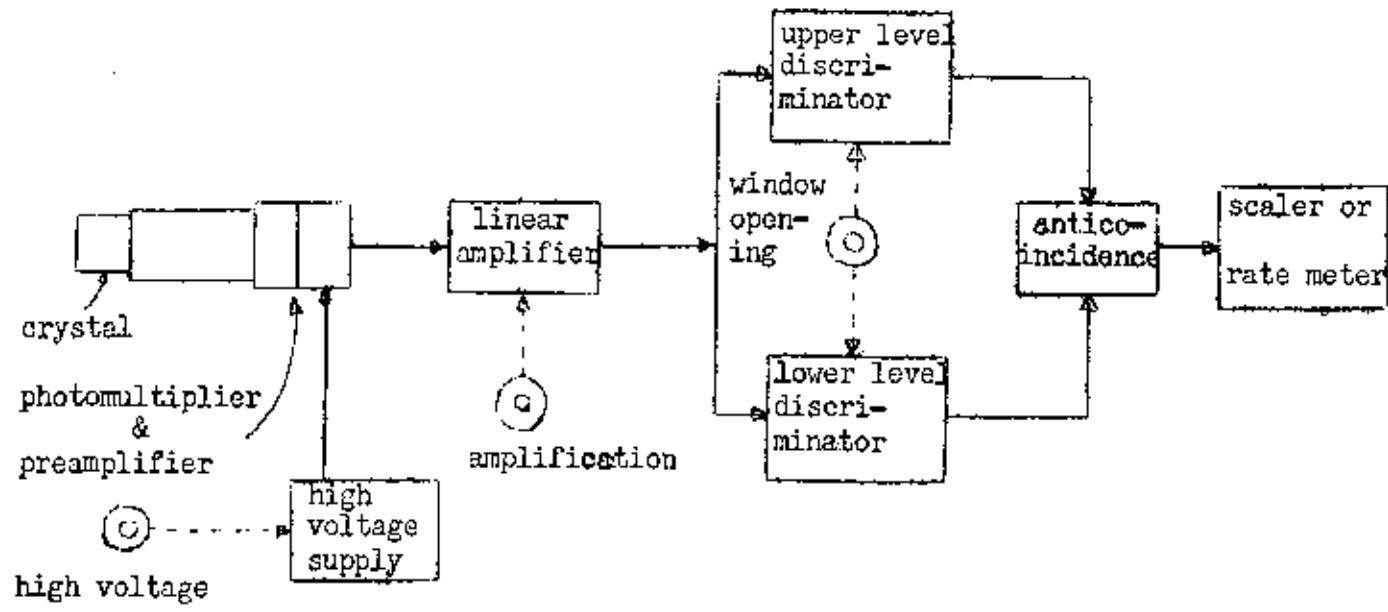 upper level
discri-
minator
window
open-
ing
linear
amplifier
antico-
incidence
scaler or
rate meter
crystal
photomultiplier
&
preamplifier
amplification
lower level
discri-
minator
high
voltage
supply
high voltage